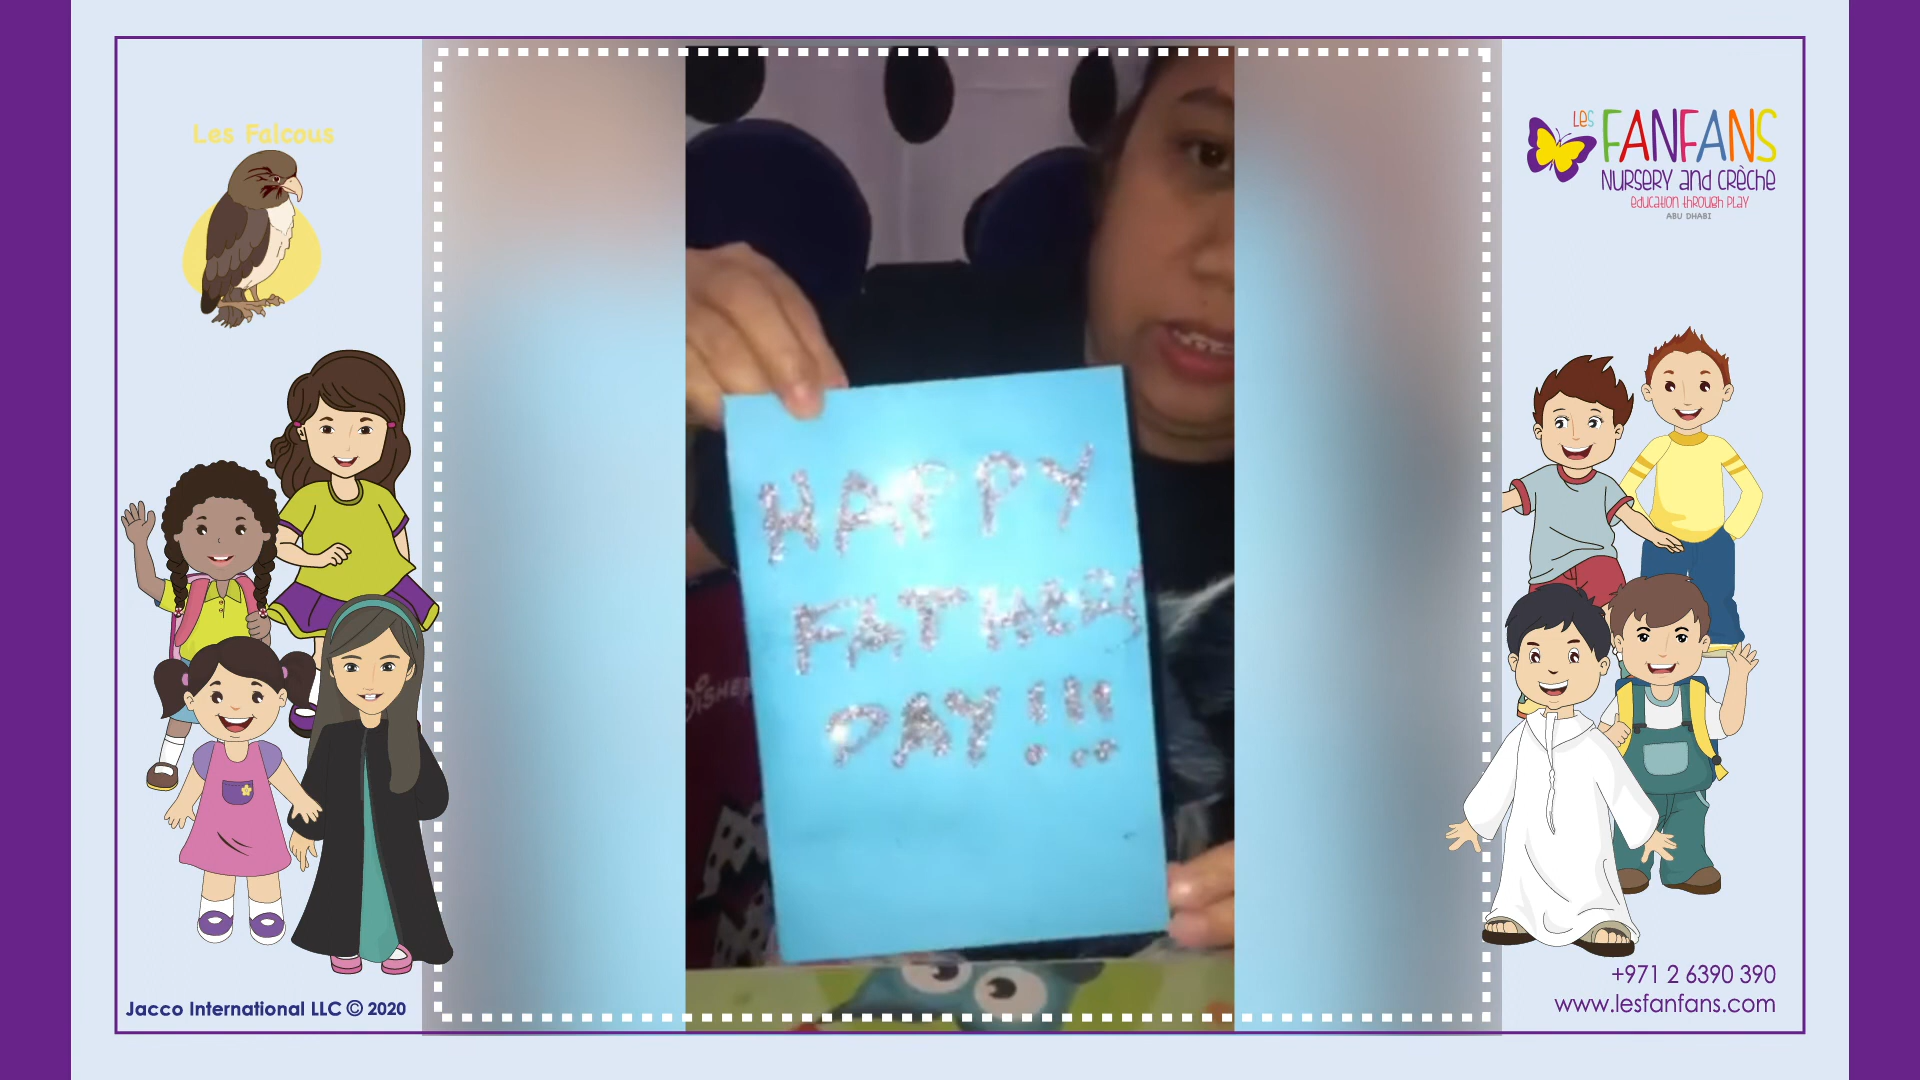 Les Falcous
Les
FANFANS
NURSERY and CRÈCHE
EDUCATION THROUGH PLAY
ABU DHABI
HAPPY
FATHERS
DAY!!!
Jacco International LLC © 2020
+971 2 6390 390
www.lesfanfans.com